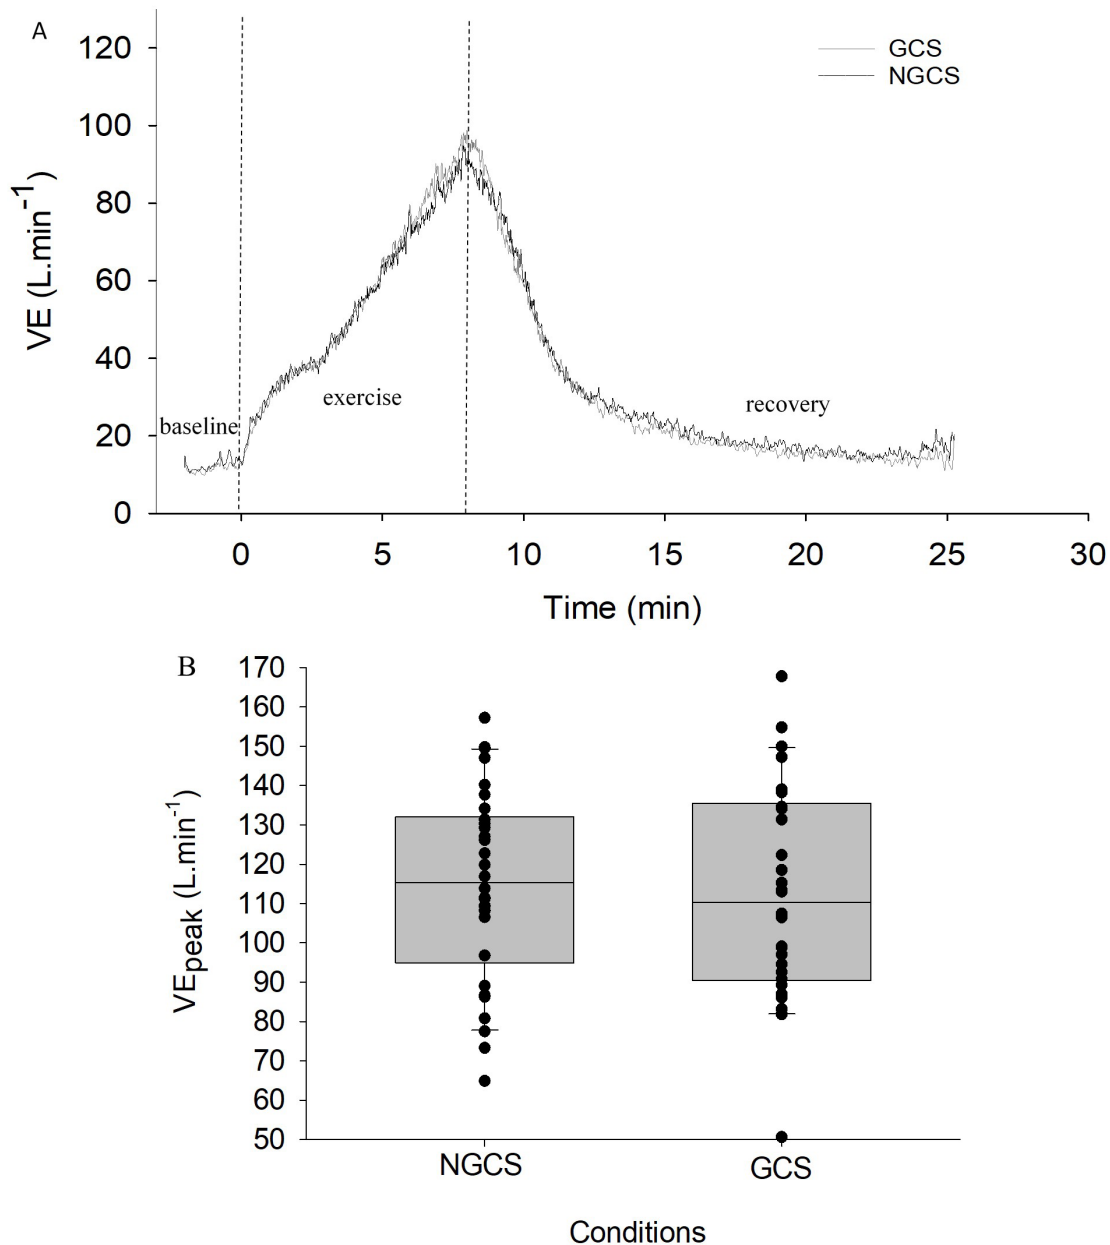 A
120
100
80
60
40
20
0
VE (L.min-1)
GCS
NGCS
baseline
exercise
recovery
0 5 10 15 20 25 30
Time (min)
B
170
160
150
140
130
120
110
100
90
80
70
60
50
VEpeak (L.min-1)
NGCS GCS
Conditions